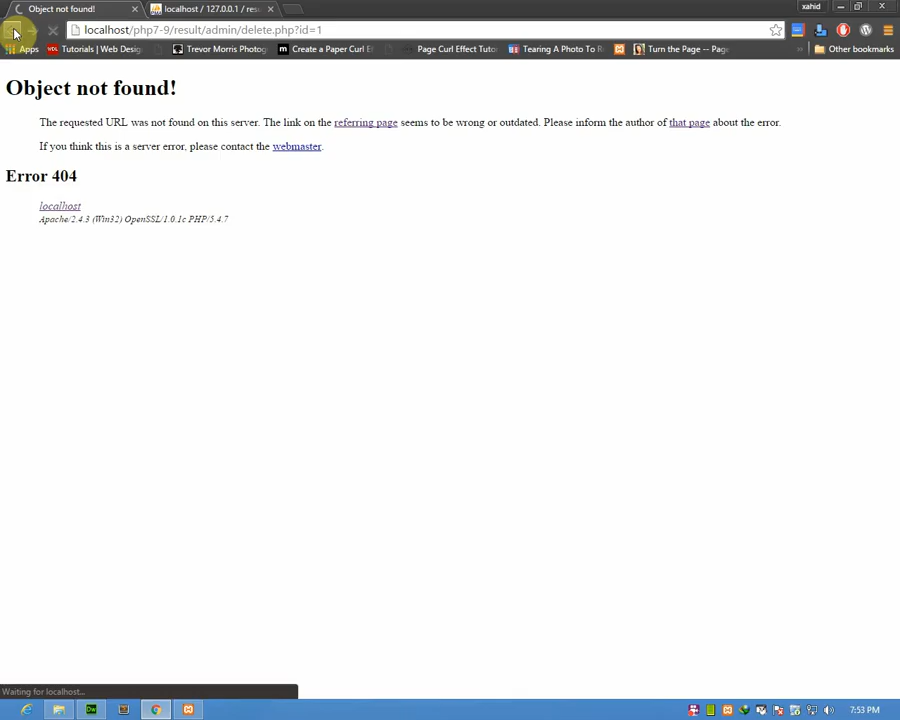 Object not found!
localhost / 127.0.0.1 / res
xahid
localhost/php7-9/result/admin/delete.php?id=1
Apps
Tutorials | Web Desig
Trevor Morris Photog
Create a Paper Curl Ef
Page Curl Effect Tuto
Tearing A Photo To R
Turn the Page -- Page
Other bookmarks
Object not found!
The requested URL was not found on this server. The link on the referring page seems to be wrong or outdated. Please inform the author of that page about the error.
If you think this is a server error, please contact the webmaster.
Error 404
localhost
Apache/2.4.3 (Win32) OpenSSL/1.0.1c PHP/5.4.7
Waiting for localhost...
Dw
7:53 PM